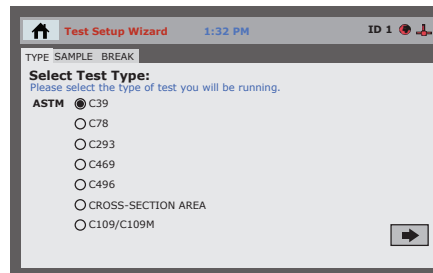 Test Setup Wizard 1:32 PM ID 1
TYPE SAMPLE BREAK
Select Test Type:
Please select the type of test you will be running.
ASTM C39
C78
C293
C469
C496
CROSS-SECTION AREA
C109/C109M